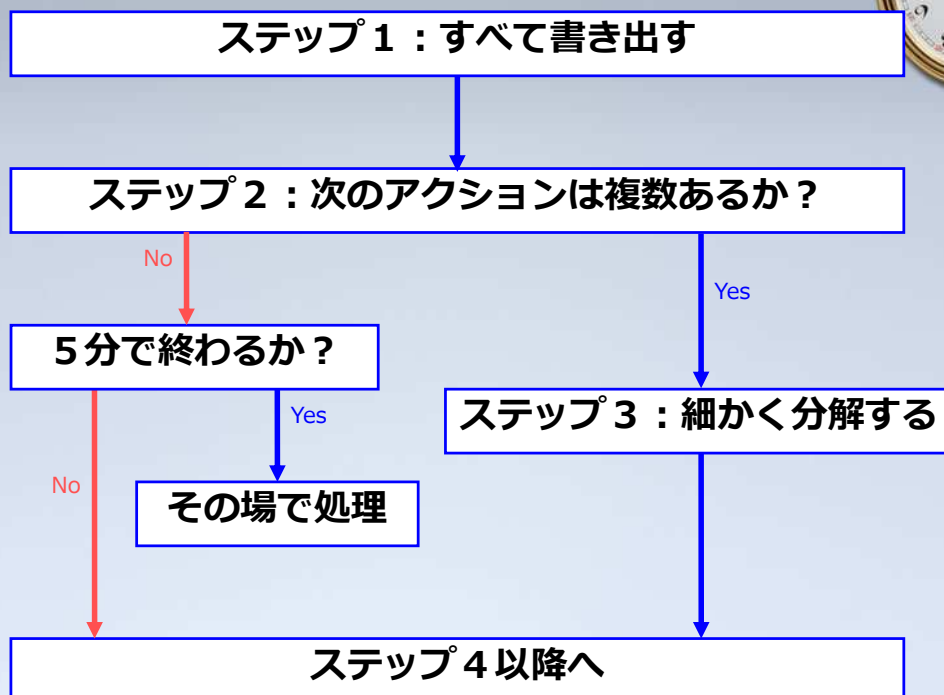 ステップ１：すべて書き出す
ステップ２：次のアクションは複数あるか？
No
Yes
５分で終わるか？
Yes
ステップ３：細かく分解する
No
その場で処理
ステップ４以降へ